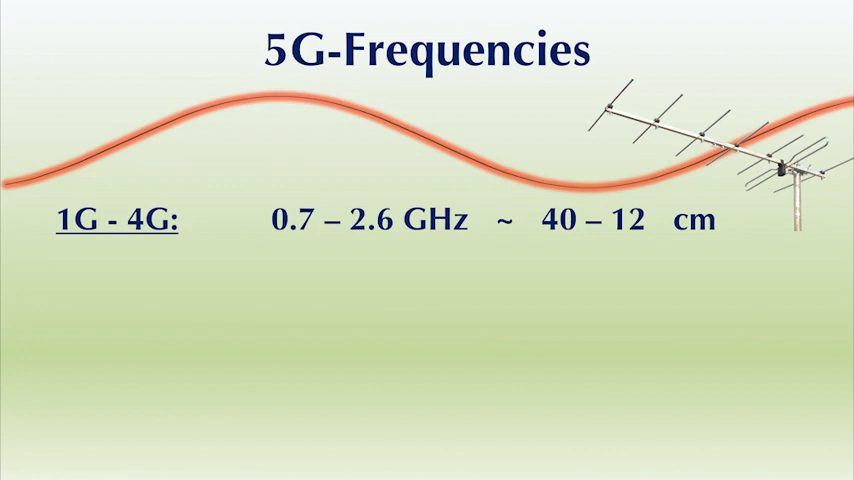 5G-Frequencies
1G - 4G: 0.7 – 2.6 GHz ~ 40 – 12 cm